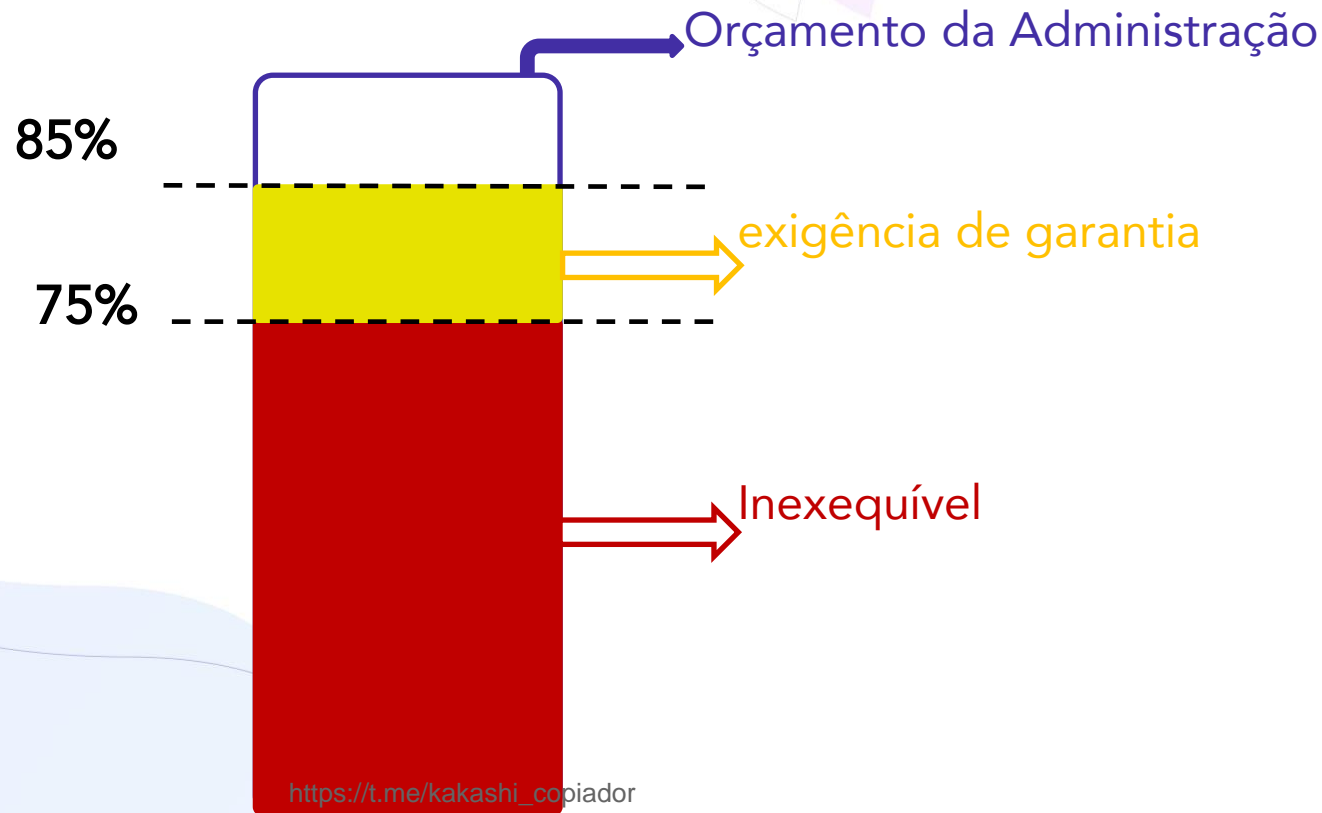 Orçamento da Administração
85%
exigência de garantia
75%
Inexequível
https://t.me/kakashi_copiador